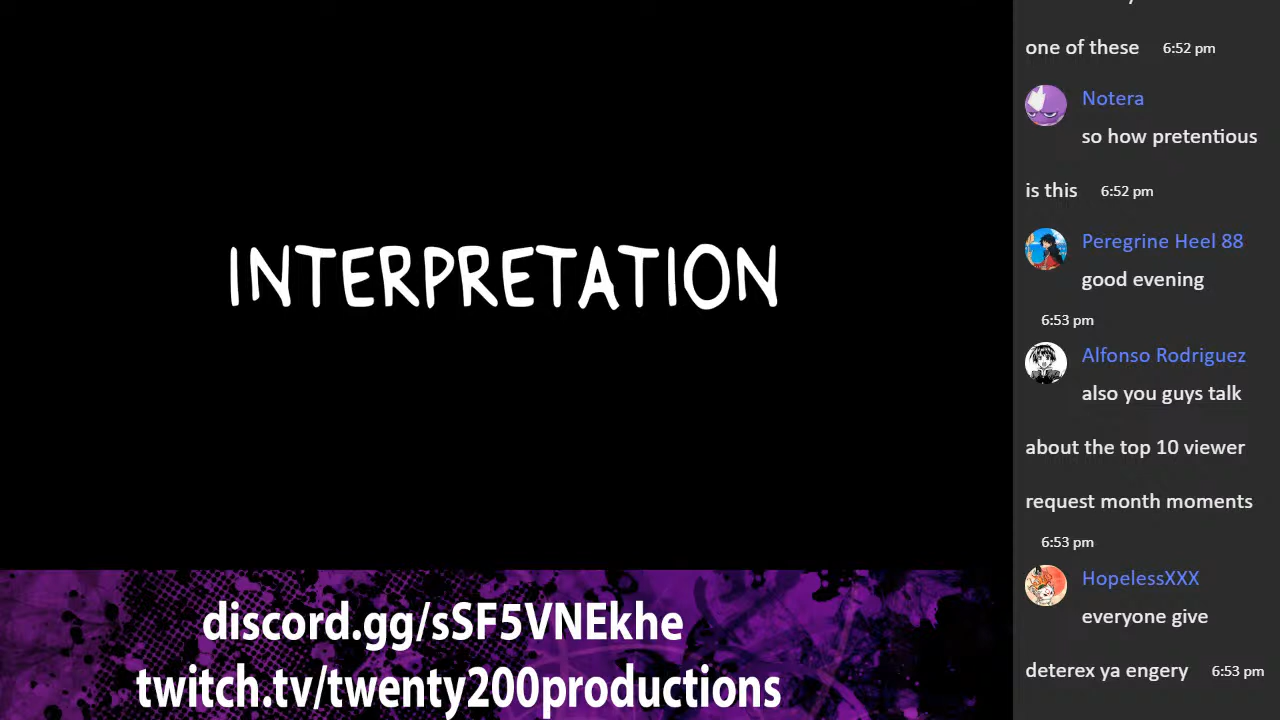 INTERPRETATION
discord.gg/sSF5VNEkhe
twitch.tv/twenty200productions
one of these 6:52 pm
Notera
so how pretentious
is this 6:52 pm
Peregrine Heel 88
good evening
6:53 pm
Alfonso Rodriguez
also you guys talk
about the top 10 viewer
request month moments
6:53 pm
HopelessXXX
everyone give
deterex ya engery 6:53 pm